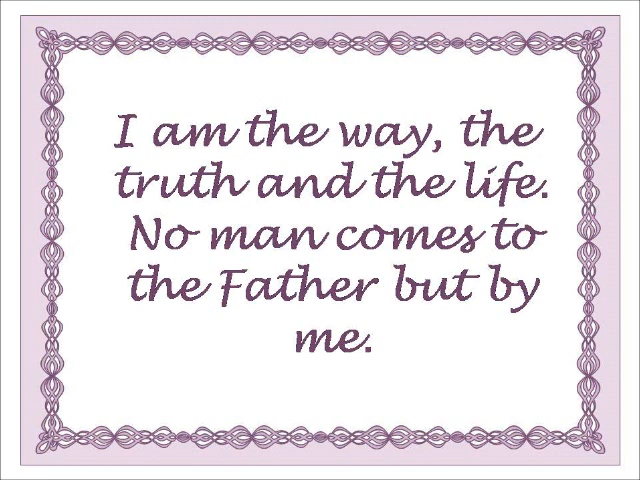 I am the way, the
truth and the life.
No man comes to
the Father but by
me.